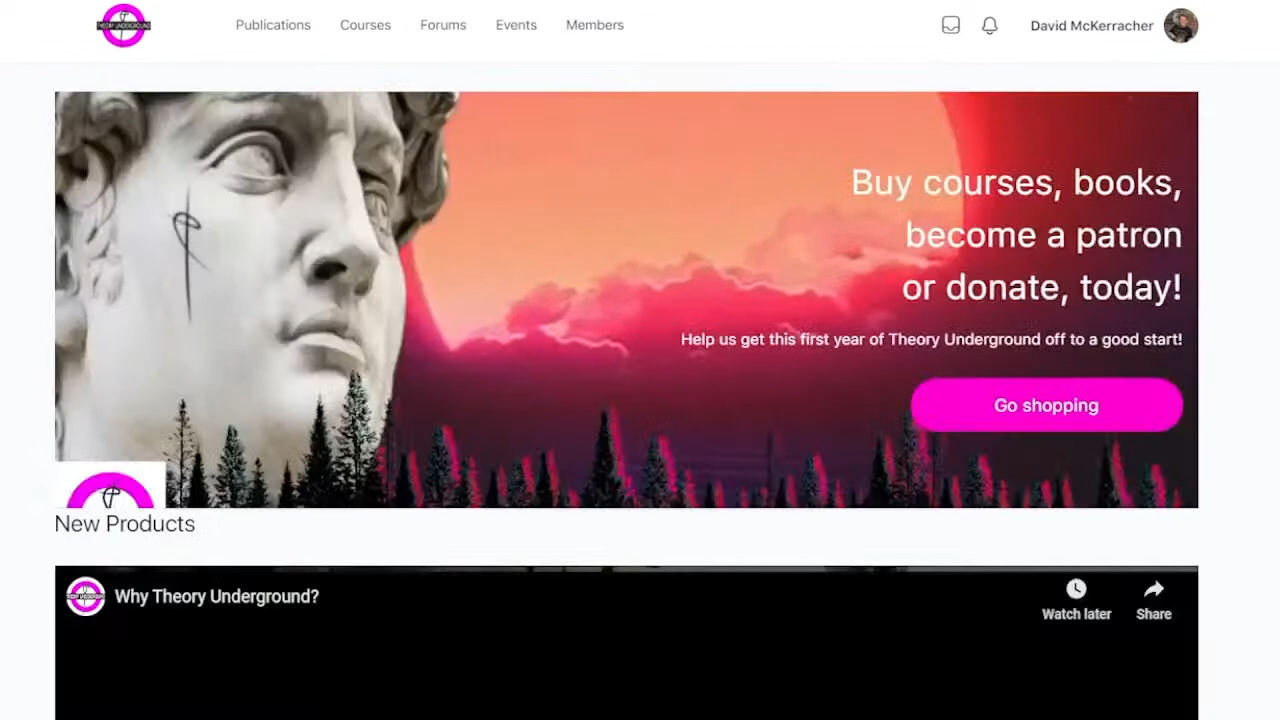 THEORY UNDERGROUND
Publications
Courses
Forums
Events
Members
David McKerracher
Buy courses, books,
become a patron
or donate, today!
Help us get this first year of Theory Underground off to a good start!
Go shopping
New Products
Why Theory Underground?
Watch later
Share